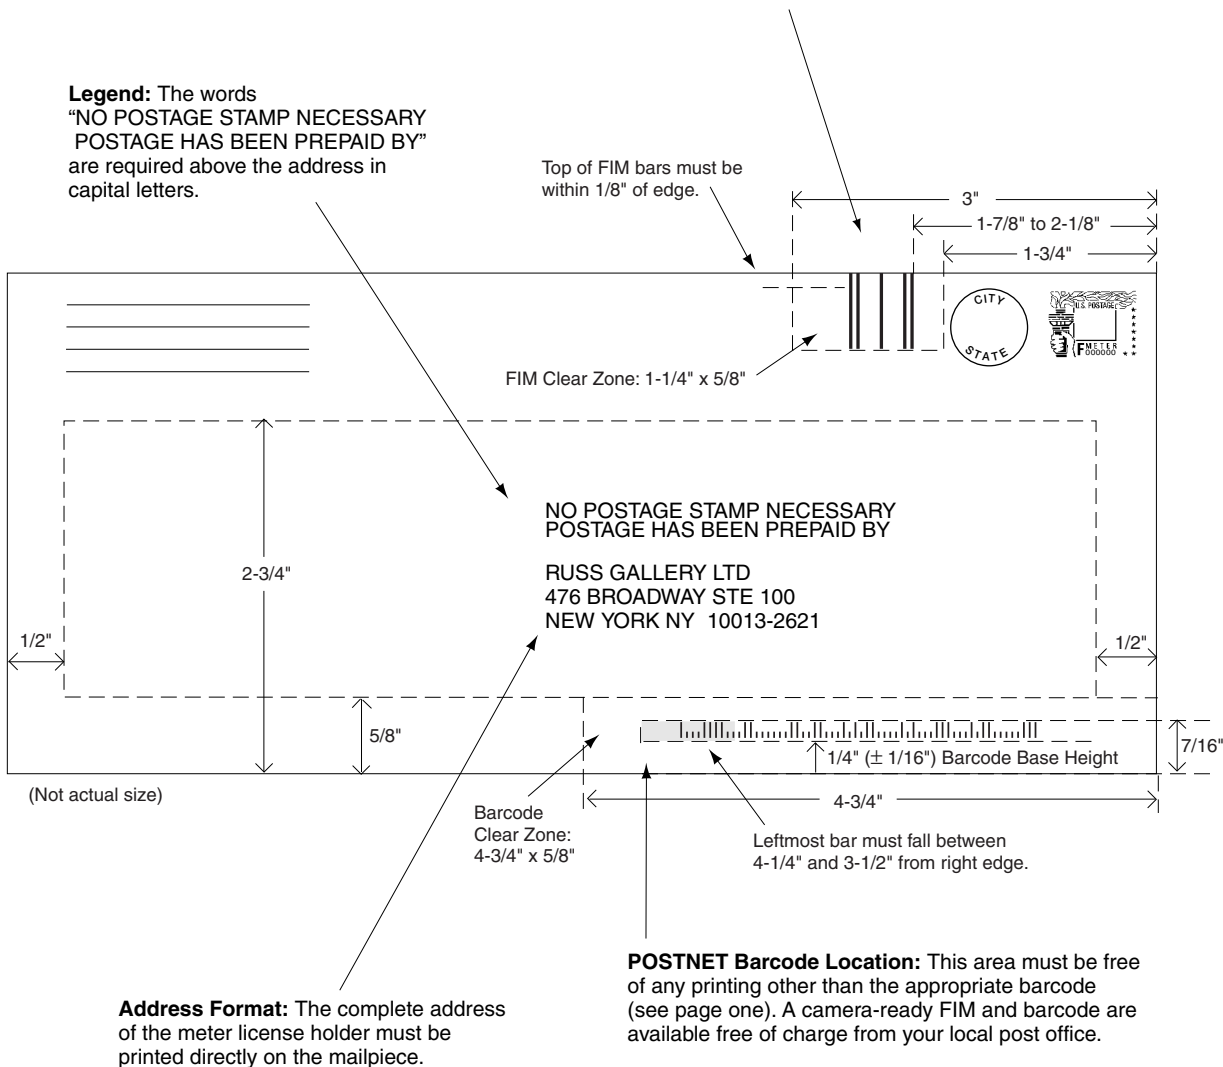 Legend: The words
“NO POSTAGE STAMP NECESSARY
POSTAGE HAS BEEN PREPAID BY”
are required above the address in
capital letters.
Top of FIM bars must be
within 1/8" of edge.
3"
1-7/8" to 2-1/8"
1-3/4"
CITY
STATE
U.S. POSTAGE
F METER
000000
FIM Clear Zone: 1-1/4" x 5/8"
NO POSTAGE STAMP NECESSARY
POSTAGE HAS BEEN PREPAID BY
RUSS GALLERY LTD
476 BROADWAY STE 100
NEW YORK NY 10013-2621
2-3/4"
1/2"
1/2"
5/8"
1/4" (± 1/16") Barcode Base Height
7/16"
(Not actual size)
4-3/4"
Barcode
Clear Zone:
4-3/4" x 5/8"
Leftmost bar must fall between
4-1/4" and 3-1/2" from right edge.
POSTNET Barcode Location: This area must be free
of any printing other than the appropriate barcode
(see page one). A camera-ready FIM and barcode are
available free of charge from your local post office.
Address Format: The complete address
of the meter license holder must be
printed directly on the mailpiece.